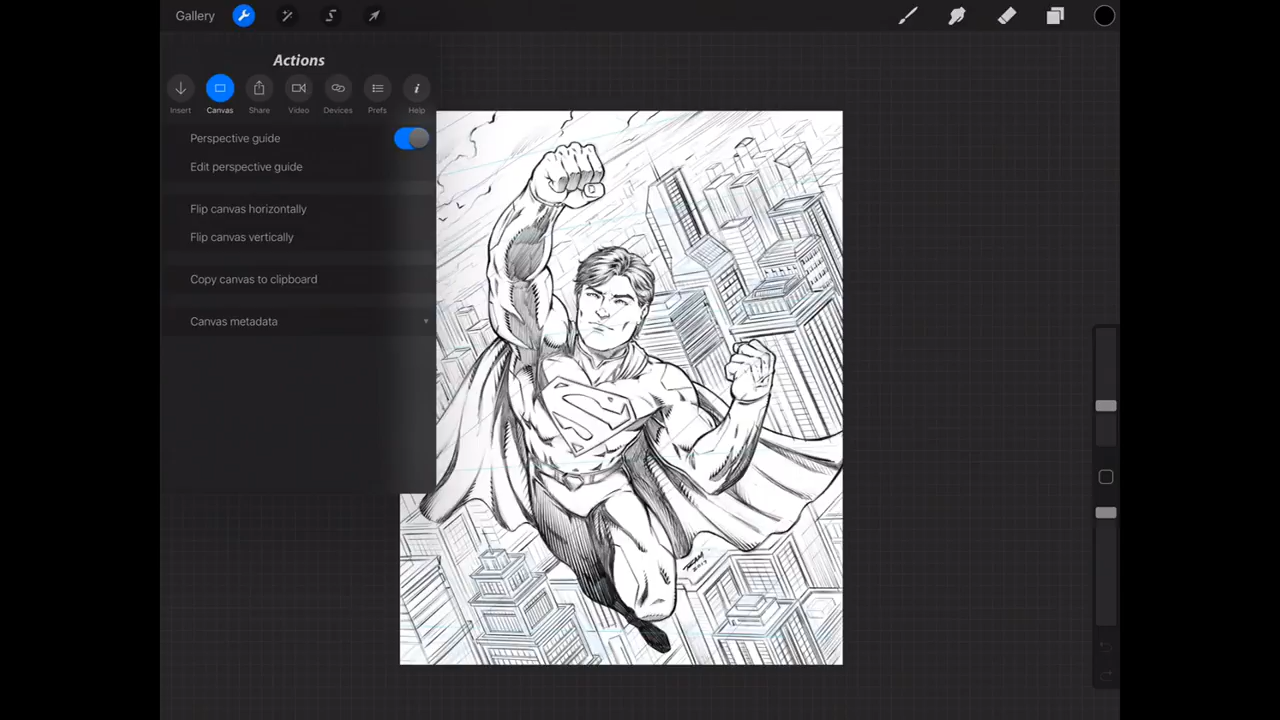 Gallery
Actions
Insert Canvas Share Video Devices Prefs Help
Perspective guide
Edit perspective guide
Flip canvas horizontally
Flip canvas vertically
Copy canvas to clipboard
Canvas metadata
S